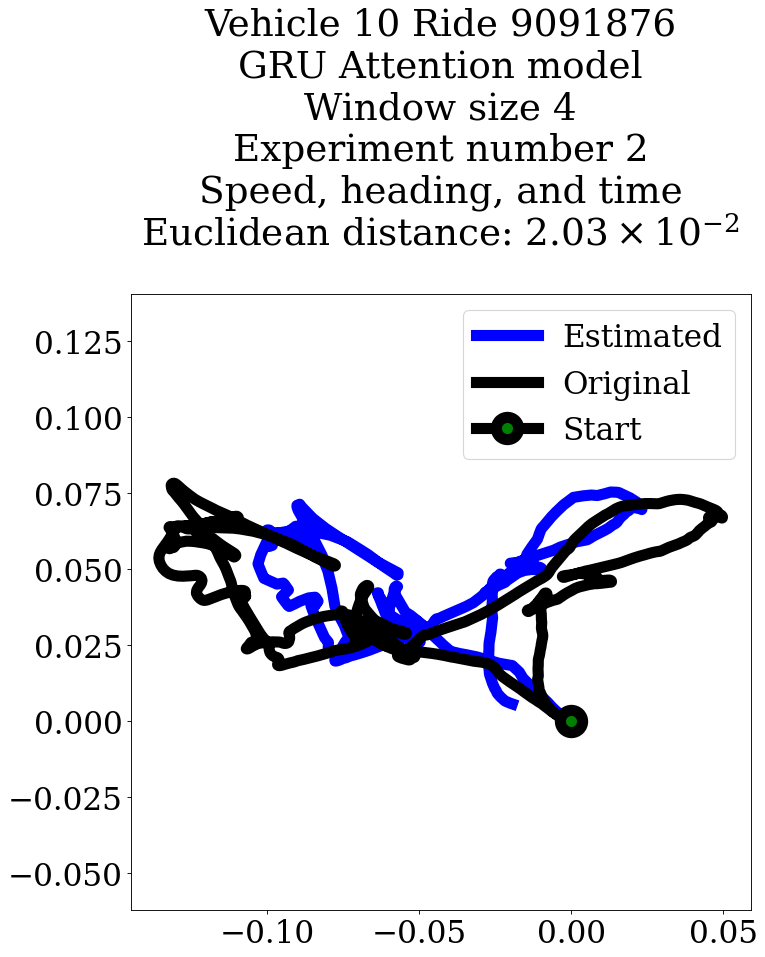 Vehicle 10 Ride 9091876
GRU Attention model
Window size 4
Experiment number 2
Speed, heading, and time
Euclidean distance: 2.03 × 10⁻²
Estimated
Original
Start
0.125
0.100
0.075
0.050
0.025
0.000
−0.025
−0.050
−0.10 −0.05 0.00 0.05